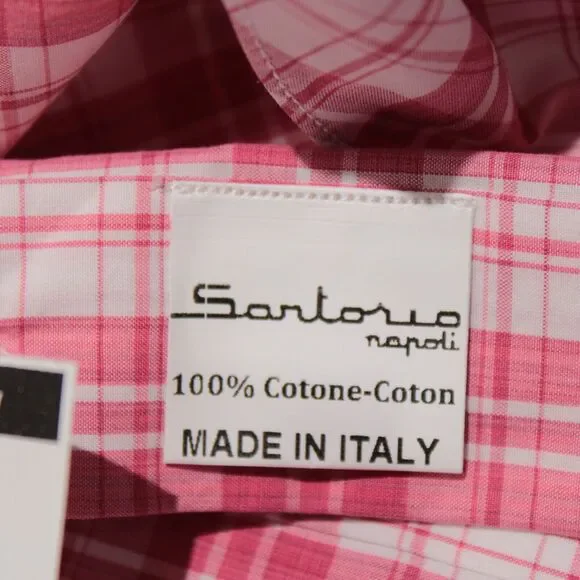 Sartorio
napoli
100% Cotone-Coton
MADE IN ITALY